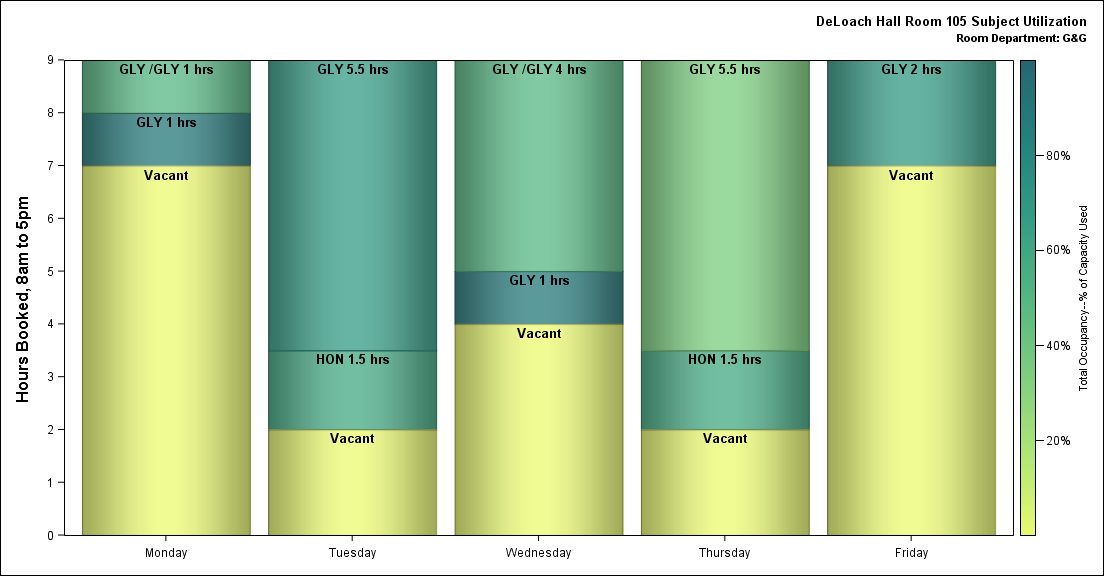 DeLoach Hall Room 105 Subject Utilization
Room Department: G&G
Hours Booked, 8am to 5pm
9
8
7
6
5
4
3
2
1
0
GLY /GLY 1 hrs
GLY 1 hrs
Vacant
GLY 5.5 hrs
HON 1.5 hrs
Vacant
GLY /GLY 4 hrs
GLY 1 hrs
Vacant
GLY 5.5 hrs
HON 1.5 hrs
Vacant
GLY 2 hrs
Vacant
Monday
Tuesday
Wednesday
Thursday
Friday
80%
60%
40%
20%
Total Occupancy--% of Capacity Used